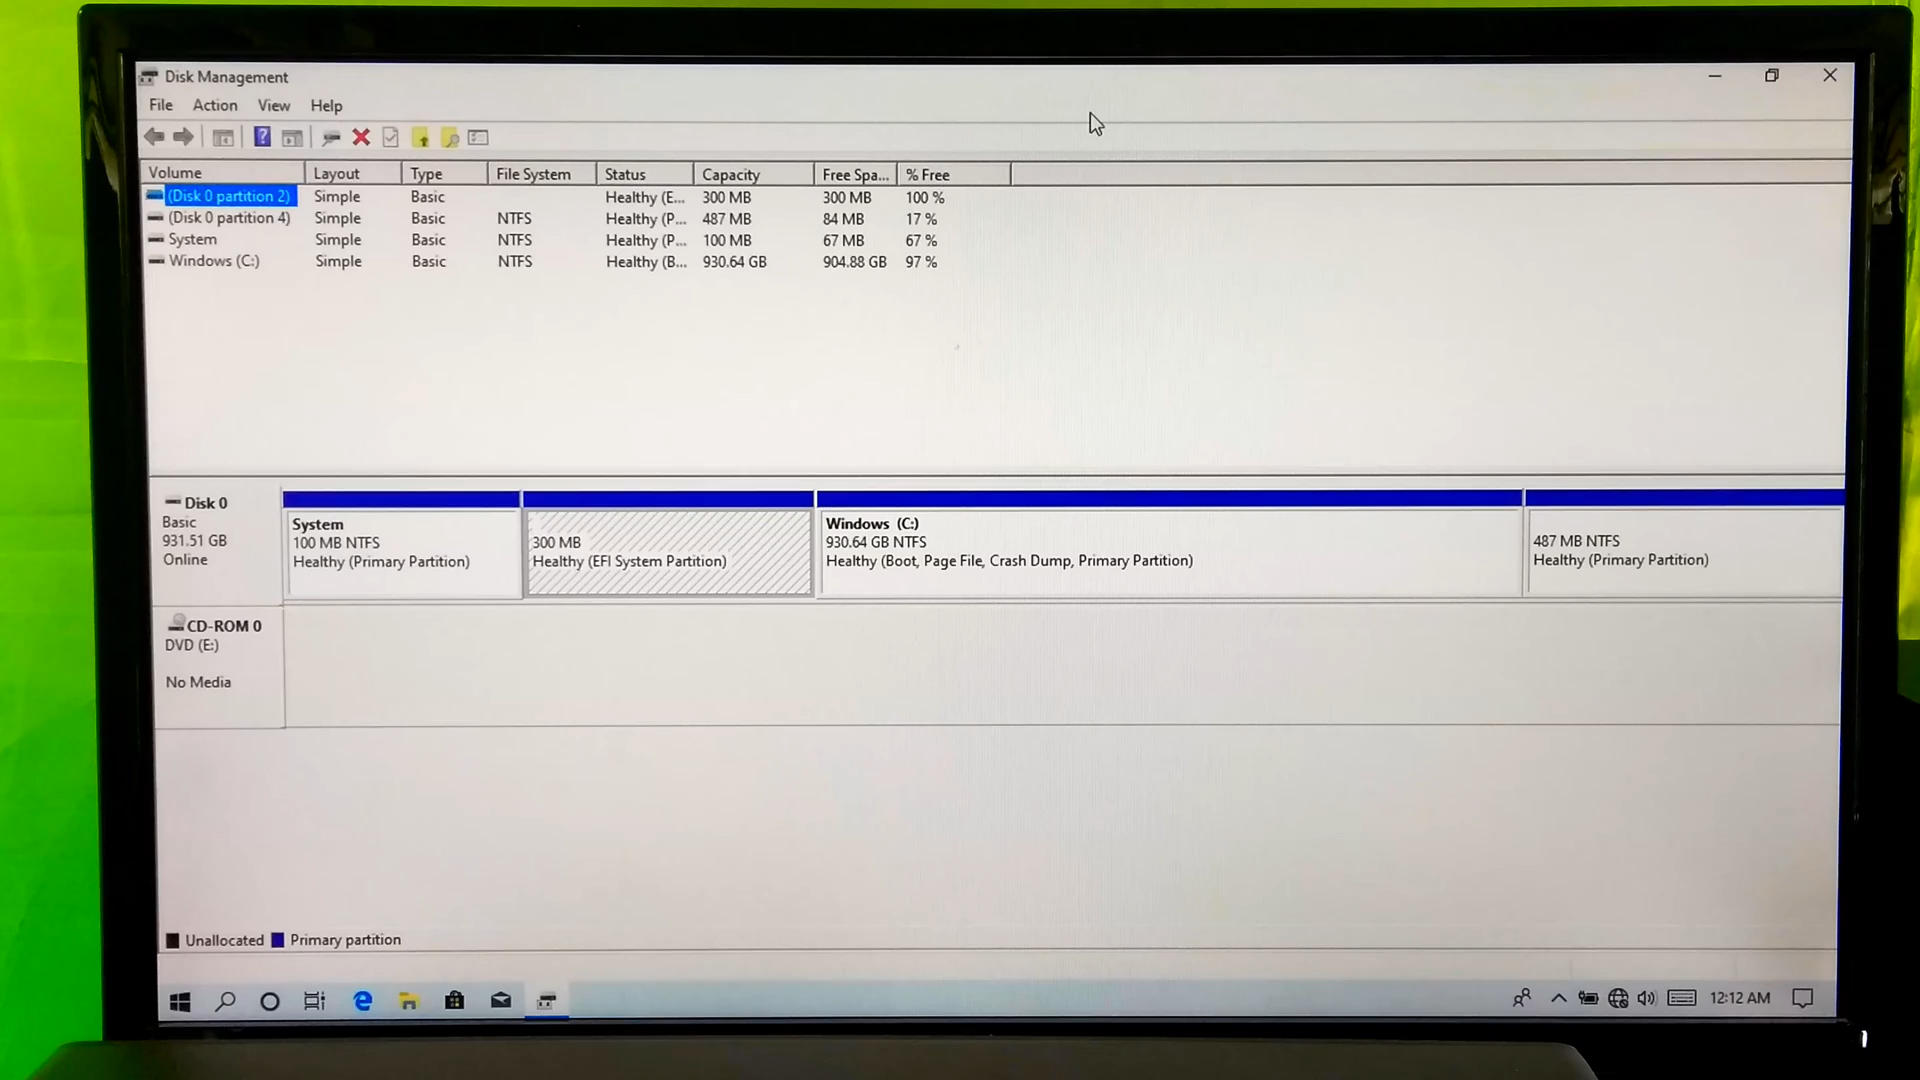 Disk Management
File Action View Help
Volume Layout Type File System Status Capacity Free Spa... % Free
(Disk 0 partition 2) Simple Basic Healthy (E... 300 MB 300 MB 100 %
(Disk 0 partition 4) Simple Basic NTFS Healthy (P... 487 MB 84 MB 17 %
System Simple Basic NTFS Healthy (P... 100 MB 67 MB 67 %
Windows (C:) Simple Basic NTFS Healthy (B... 930.64 GB 904.88 GB 97 %
Disk 0
Basic
931.51 GB
Online
System
100 MB NTFS
Healthy (Primary Partition)
300 MB
Healthy (EFI System Partition)
Windows (C:)
930.64 GB NTFS
Healthy (Boot, Page File, Crash Dump, Primary Partition)
487 MB NTFS
Healthy (Primary Partition)
CD-ROM 0
DVD (E:)
No Media
Unallocated Primary partition
12:12 AM